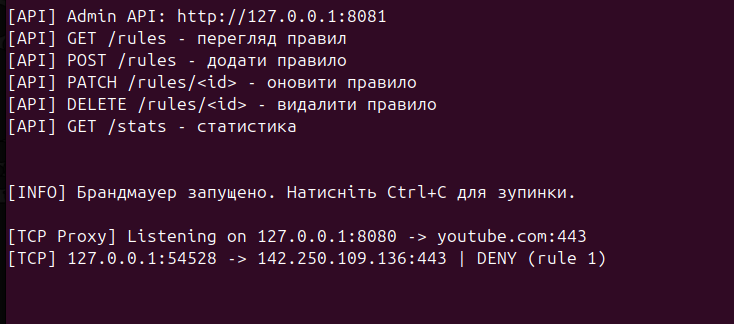 [API] Admin API: http://127.0.0.1:8081
[API] GET /rules - перегляд правил
[API] POST /rules - додати правило
[API] PATCH /rules/<id> - оновити правило
[API] DELETE /rules/<id> - видалити правило
[API] GET /stats - статистика
[INFO] Брандмауер запущено. Натисніть Ctrl+C для зупинки.
[TCP Proxy] Listening on 127.0.0.1:8080 -> youtube.com:443
[TCP] 127.0.0.1:54528 -> 142.250.109.136:443 | DENY (rule 1)